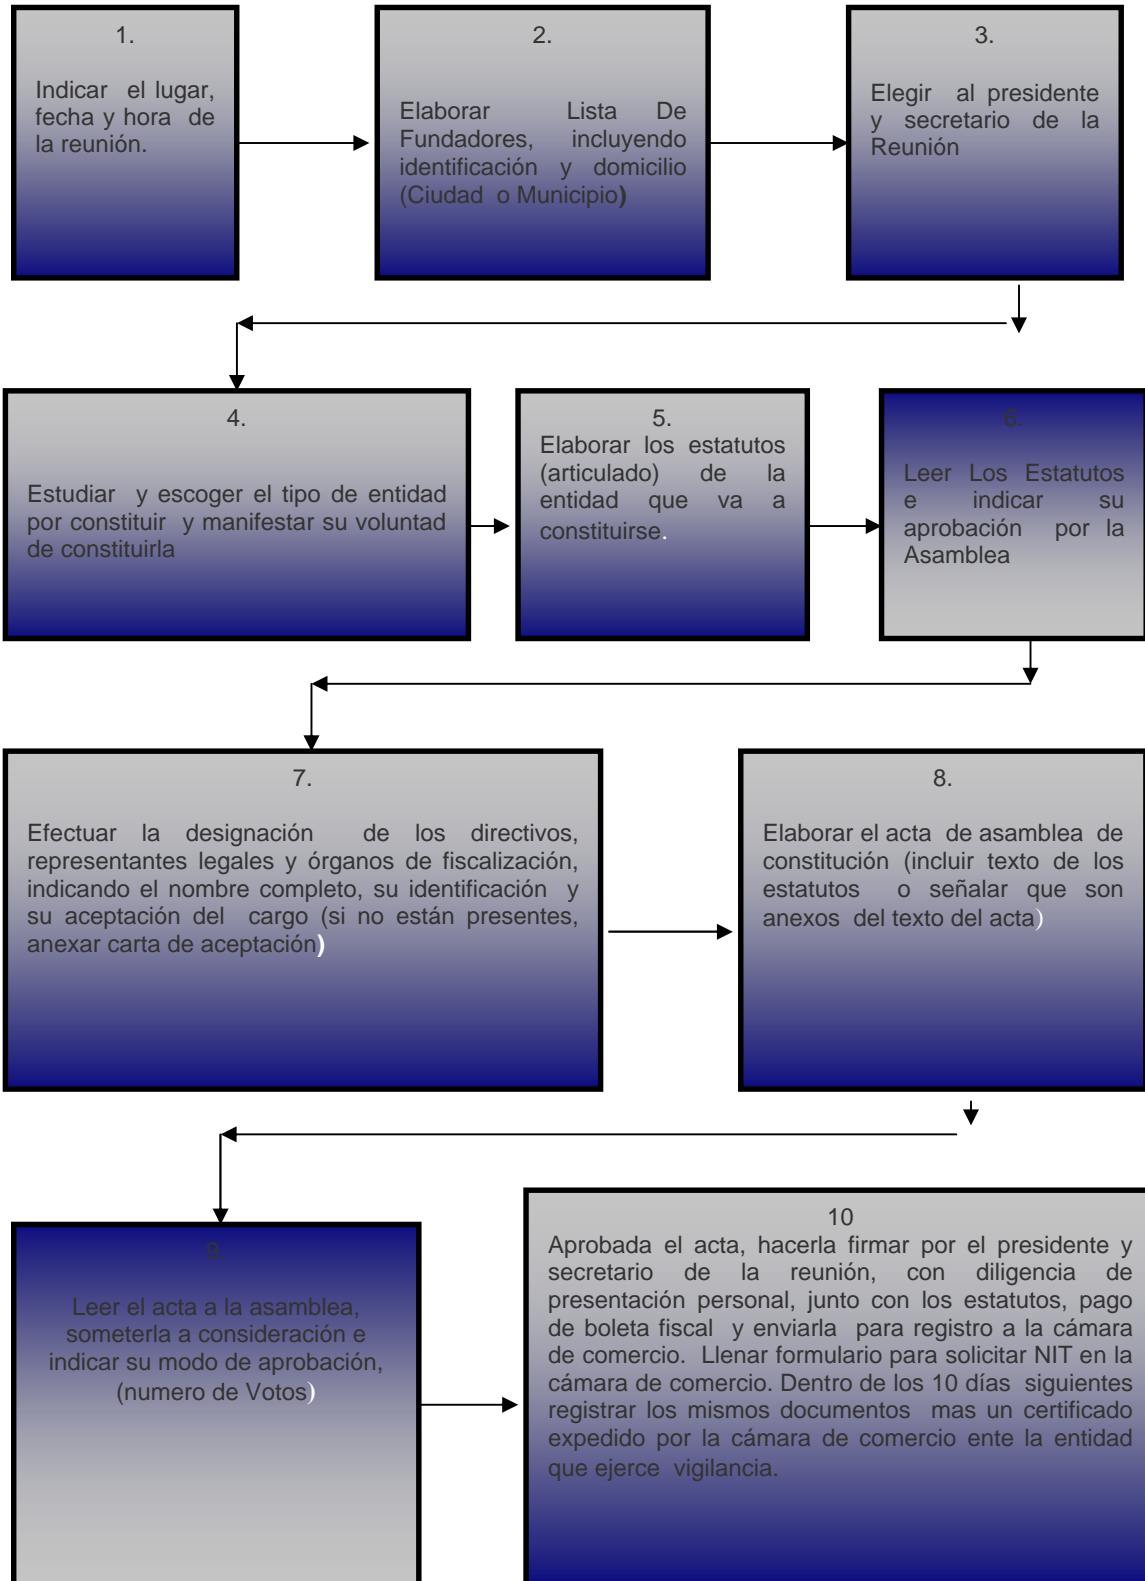 1.
Indicar el lugar,
fecha y hora de
la reunión.
2.
Elaborar Lista De
Fundadores, incluyendo
identificación y domicilio
(Ciudad o Municipio)
3.
Elegir al presidente
y secretario de la
Reunión
4.
Estudiar y escoger el tipo de entidad
por constituir y manifestar su voluntad
de constituirla
5.
Elaborar los estatutos
(articulado) de la
entidad que va a
constituirse.
6.
Leer Los Estatutos
e indicar su
aprobación por la
Asamblea
7.
Efectuar la designación de los directivos,
representantes legales y órganos de fiscalización,
indicando el nombre completo, su identificación y
su aceptación del cargo (si no están presentes,
anexar carta de aceptación)
8.
Elaborar el acta de asamblea de
constitución (incluir texto de los
estatutos o señalar que son
anexos del texto del acta)
9.
Leer el acta a la asamblea,
someterla a consideración e
indicar su modo de aprobación,
(numero de Votos)
10
Aprobada el acta, hacerla firmar por el presidente y
secretario de la reunión, con diligencia de
presentación personal, junto con los estatutos, pago
de boleta fiscal y enviarla para registro a la cámara
de comercio. Llenar formulario para solicitar NIT en la
cámara de comercio. Dentro de los 10 días siguientes
registrar los mismos documentos mas un certificado
expedido por la cámara de comercio ente la entidad
que ejerce vigilancia.